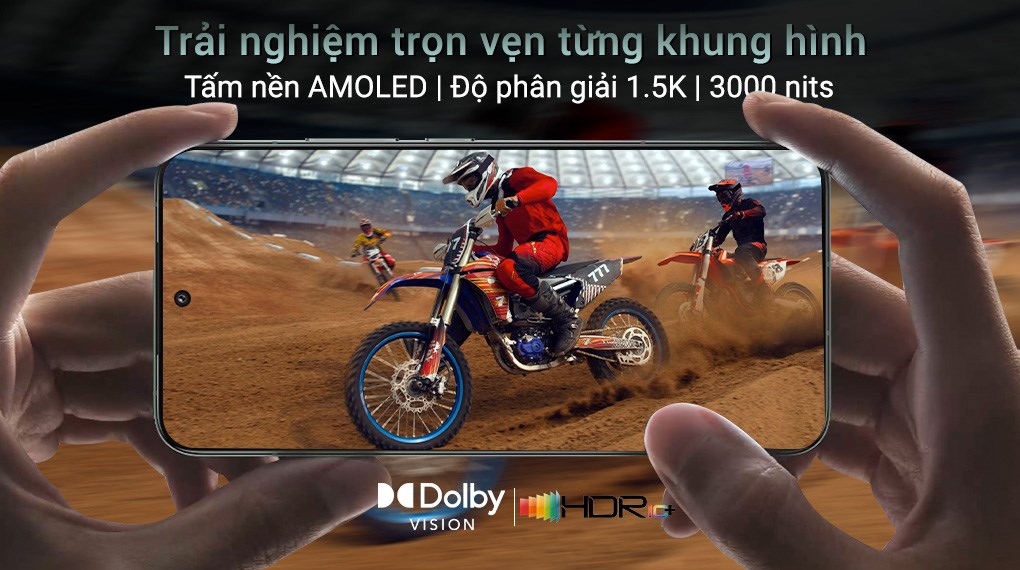 Trải nghiệm trọn vẹn từng khung hình
Tấm nền AMOLED | Độ phân giải 1.5K | 3000 nits
777
Dolby
VISION
HDR10+